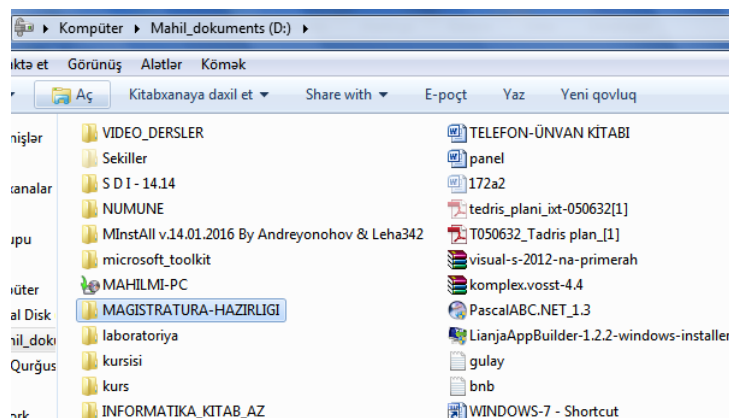 Kompüter ▸ Mahil_dokuments (D:) ▸
Görünüş Alətlər Kömək
Aç Kitabxanaya daxil et Share with E-poçt Yaz Yeni qovluq
VIDEO_DERSLER
Sekiller
S D I - 14.14
NUMUNE
MInstAll v.14.01.2016 By Andreyonohov & Leha342
microsoft_toolkit
MAHILMI-PC
MAGISTRATURA-HAZIRLIGI
laboratoriya
kursisi
kurs
INFORMATIKA_KITAB_AZ
TELEFON-ÜNVAN KİTABI
panel
172a2
tedris_plani_ixt-050632[1]
T050632_Tadris plan_[1]
visual-s-2012-na-primerah
komplex.vosst-4.4
PascalABC.NET_1.3
LianjaAppBuilder-1.2.2-windows-installer
gulay
bnb
WINDOWS-7 - Shortcut